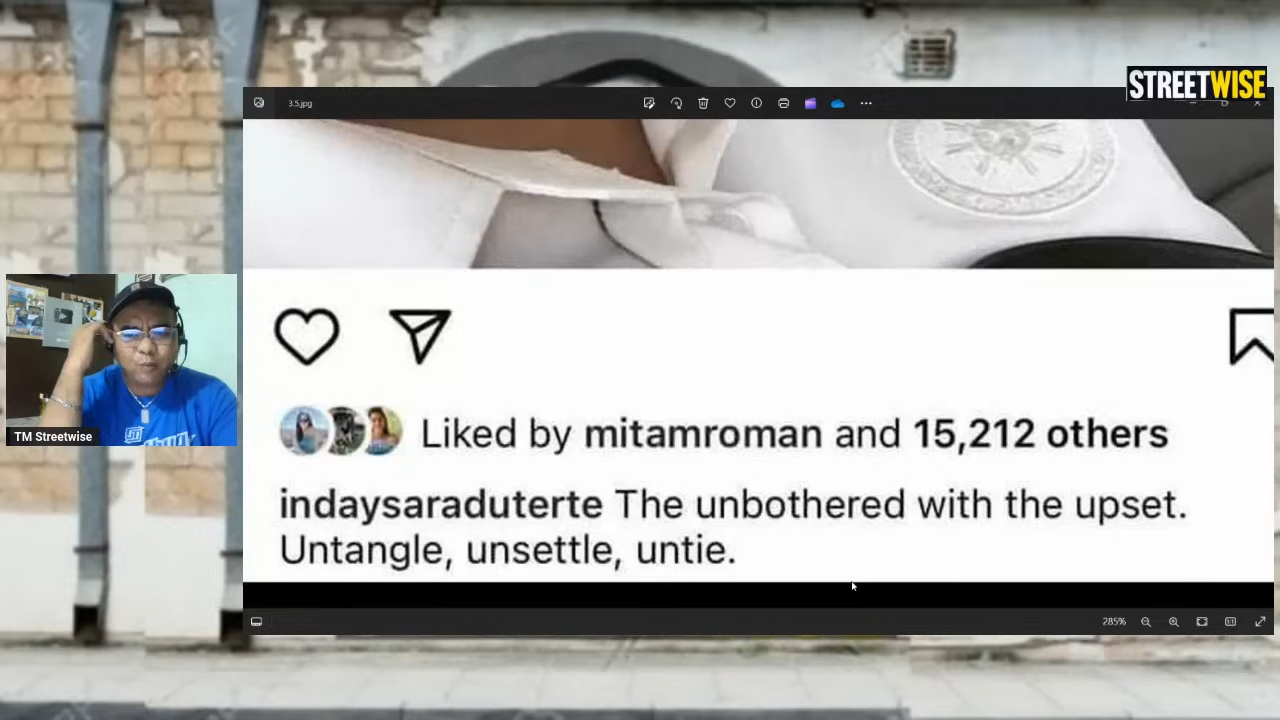 STREETWISE
3.5.jpg
Liked by mitamroman and 15,212 others
indaysaraduterte The unbothered with the upset.
Untangle, unsettle, untie.
TM Streetwise
285%